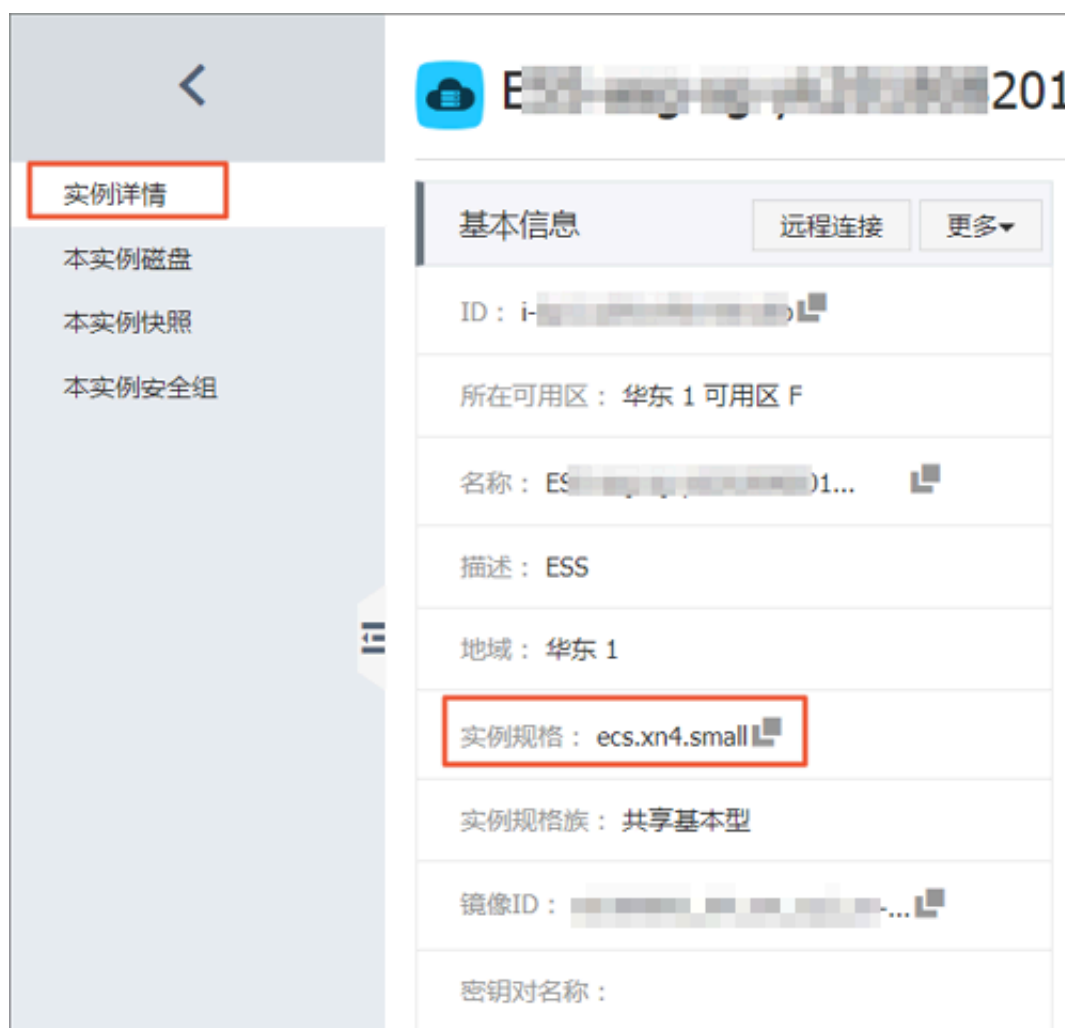 E 201
实例详情
本实例磁盘
本实例快照
本实例安全组
基本信息 远程连接 更多
ID： i-
所在可用区： 华东 1 可用区 F
名称： ES 01...
描述： ESS
地域： 华东 1
实例规格： ecs.xn4.small
实例规格族： 共享基本型
镜像ID： -...
密钥对名称：